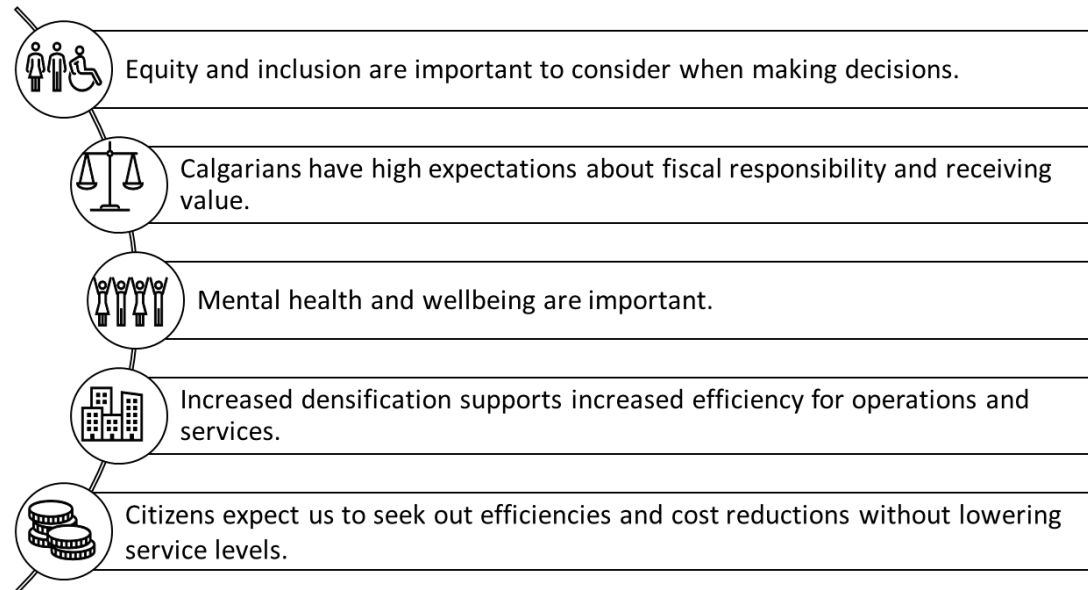 Equity and inclusion are important to consider when making decisions.
Calgarians have high expectations about fiscal responsibility and receiving
value.
Mental health and wellbeing are important.
Increased densification supports increased efficiency for operations and
services.
Citizens expect us to seek out efficiencies and cost reductions without lowering
service levels.